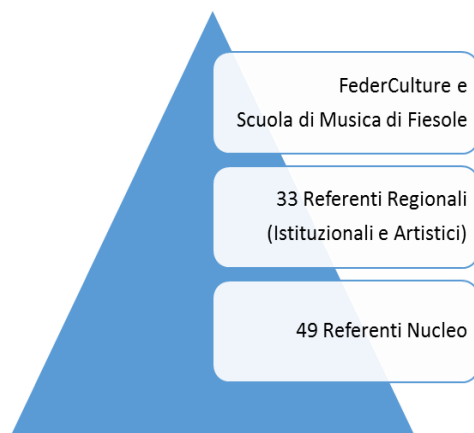 FederCulture e
Scuola di Musica di Fiesole
33 Referenti Regionali
(Istituzionali e Artistici)
49 Referenti Nucleo